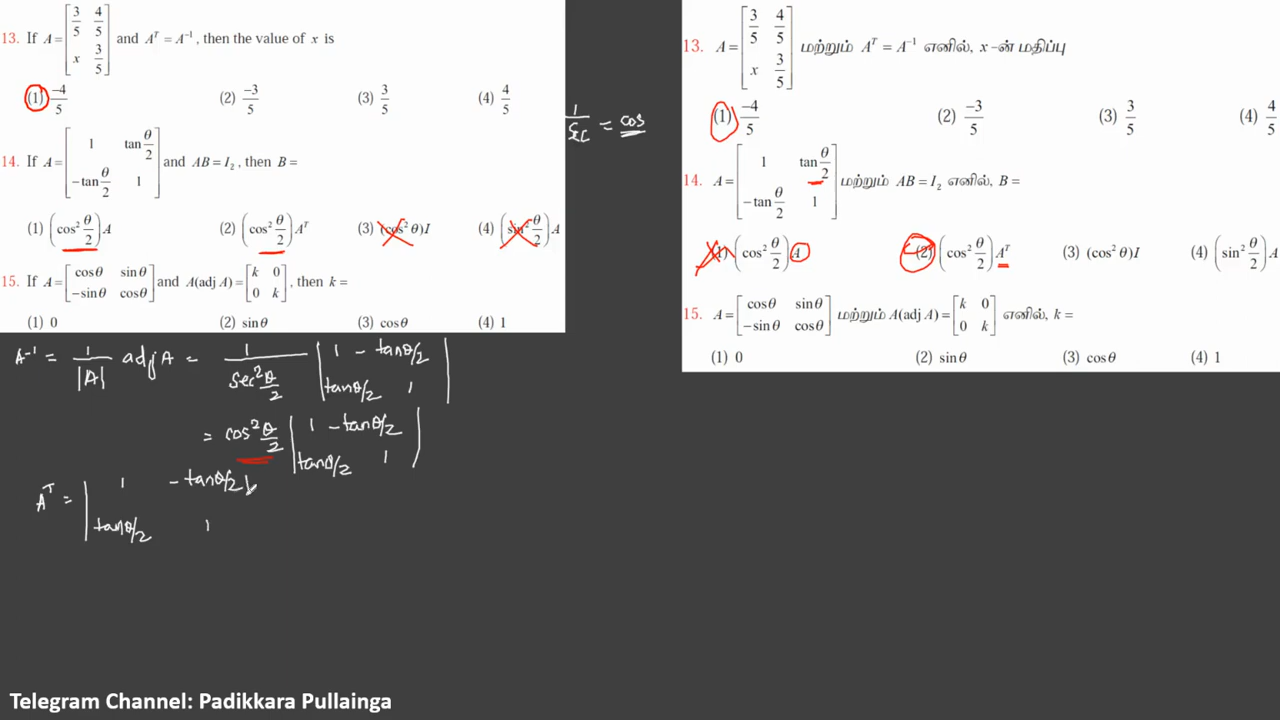 13. If A = [3/5 4/5; x 3/5] and Aᵀ = A⁻¹, then the value of x is
(1) -4/5 (2) -3/5 (3) 3/5 (4) 4/5
14. If A = [1 tan θ/2; -tan θ/2 1] and AB = I₂, then B =
(1) (cos² θ/2) A (2) (cos² θ/2) Aᵀ (3) (cos² θ)I (4) (sin² θ/2) A
15. If A = [cosθ sinθ; -sinθ cosθ] and A(adj A) = [k 0; 0 k], then k =
(1) 0 (2) sinθ (3) cosθ (4) 1
1/sec = cos
13. A = [3/5 4/5; x 3/5] மற்றும் Aᵀ = A⁻¹ எனில், x-ன் மதிப்பு
(1) -4/5 (2) -3/5 (3) 3/5 (4) 4/5
14. A = [1 tan θ/2; -tan θ/2 1] மற்றும் AB = I₂ எனில், B =
(1) (cos² θ/2) A (2) (cos² θ/2) Aᵀ (3) (cos² θ)I (4) (sin² θ/2) A
15. A = [cosθ sinθ; -sinθ cosθ] மற்றும் A(adj A) = [k 0; 0 k] எனில், k =
(1) 0 (2) sinθ (3) cosθ (4) 1
A⁻¹ = 1/|A| adj A = 1/sec² θ/2 |1 -tanθ/2; tanθ/2 1|
= cos² θ/2 |1 -tanθ/2; tanθ/2 1|
Aᵀ = |1 -tanθ/2; tanθ/2 1
Telegram Channel: Padikkara Pullainga